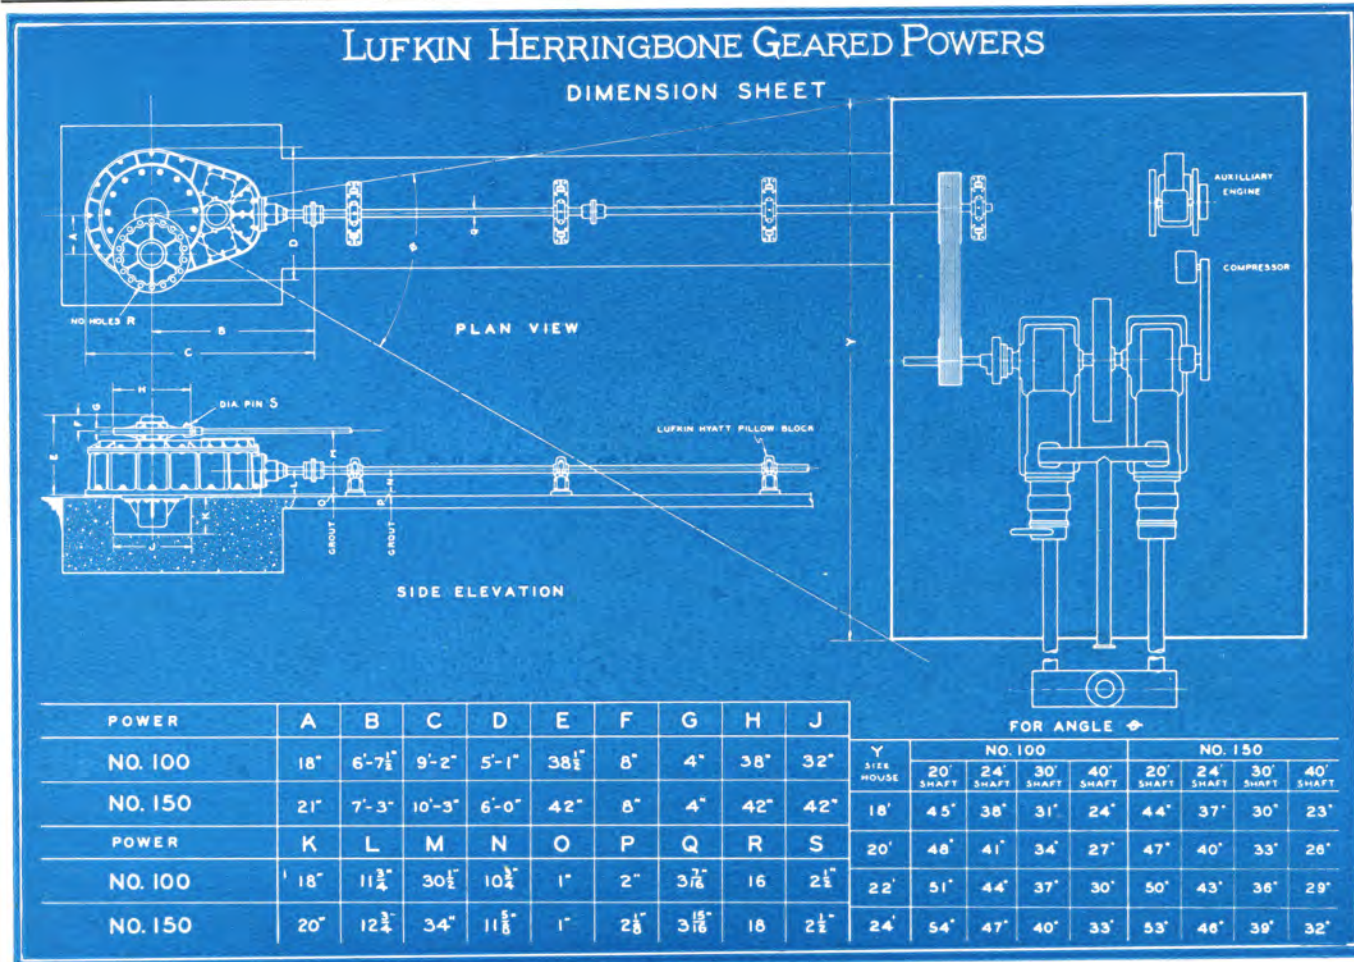 LUFKIN HERRINGBONE GEARED POWERS
DIMENSION SHEET
AUXILLIARY
ENGINE
COMPRESSOR
A
D
Q
θ
Y
NO HOLES R
B
C
PLAN VIEW
H
DIA. PIN S
G
F
E
M
LUFKIN HYATT PILLOW BLOCK
L
N
O
P
K
J
GROUT
GROUT
SIDE ELEVATION
POWER A B C D E F G H J
NO. 100 18" 6'-7½" 9'-2" 5'-1" 38½" 8" 4" 38" 32"
NO. 150 21" 7'-3" 10'-3" 6'-0" 42" 8" 4" 42" 42"
POWER K L M N O P Q R S
NO. 100 18" 11¾" 30½" 10¾" 1" 2" 3 7/16" 16 2½"
NO. 150 20" 12¾" 34" 11⅝" 1" 2⅛" 3 15/16" 18 2½"
FOR ANGLE θ
Y SIZE HOUSE NO. 100 NO. 150
20' SHAFT 24' SHAFT 30' SHAFT 40' SHAFT 20' SHAFT 24' SHAFT 30' SHAFT 40' SHAFT
18' 45° 38° 31° 24° 44° 37° 30° 23°
20' 48° 41° 34° 27° 47° 40° 33° 26°
22' 51° 44° 37° 30° 50° 43° 36° 29°
24' 54° 47° 40° 33° 53° 46° 39° 32°